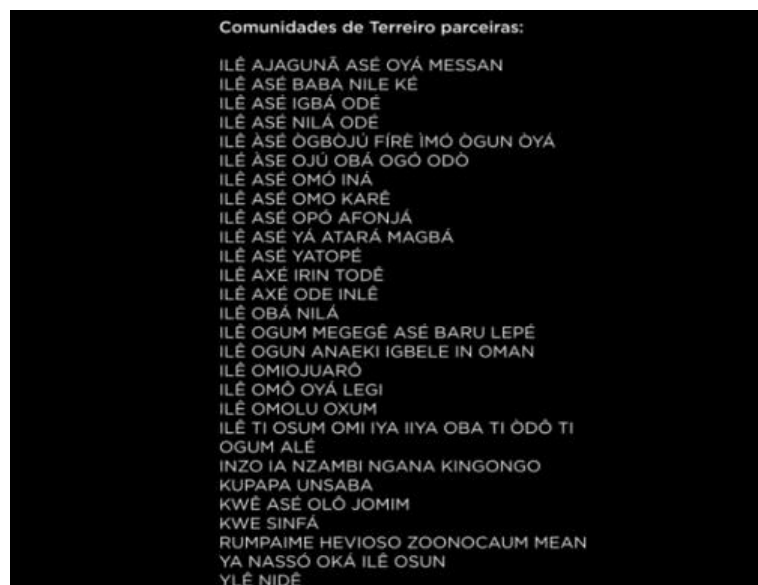 Comunidades de Terreiro parceiras:
ILÊ AJAGUNÃ ASÉ OYÁ MESSAN
ILÊ ASÉ BABA NILE KÉ
ILÊ ASÉ IGBÁ ODÉ
ILÊ ASÉ NILÁ ODÉ
ILÊ ÀSÉ ÒGBÒJÚ FÍRÈ ÌMÓ ÒGUN ÒYÁ
ILÉ ÀSE OJÚ OBÁ OGÓ ODÒ
ILÊ ASÉ OMÓ INÁ
ILÊ ASÉ OMO KARÊ
ILÊ ASÉ OPÓ AFONJÁ
ILÊ ASÉ YÁ ATARÁ MAGBÁ
ILÊ ASÉ YATOPÉ
ILÊ AXÉ IRIN TODÊ
ILÊ AXÉ ODE INLÊ
ILÊ OBÁ NILÁ
ILÊ OGUM MEGEGÊ ASÉ BARU LEPÉ
ILÊ OGUN ANAEKI IGBELE IN OMAN
ILÊ OMIOJUARÔ
ILÊ OMÔ OYÁ LEGI
ILÊ OMOLU OXUM
ILÊ TI OSUM OMI IYA IIYA OBA TI ÒDÔ TI
OGUM ALÉ
INZO IA NZAMBI NGANA KINGONGO
KUPAPA UNSABA
KWÊ ASÉ OLÔ JOMIM
KWE SINFÁ
RUMPAIME HEVIOSO ZOONOCAUM MEAN
YA NASSÓ OKÁ ILÊ OSUN
YLÊ NIDÊ